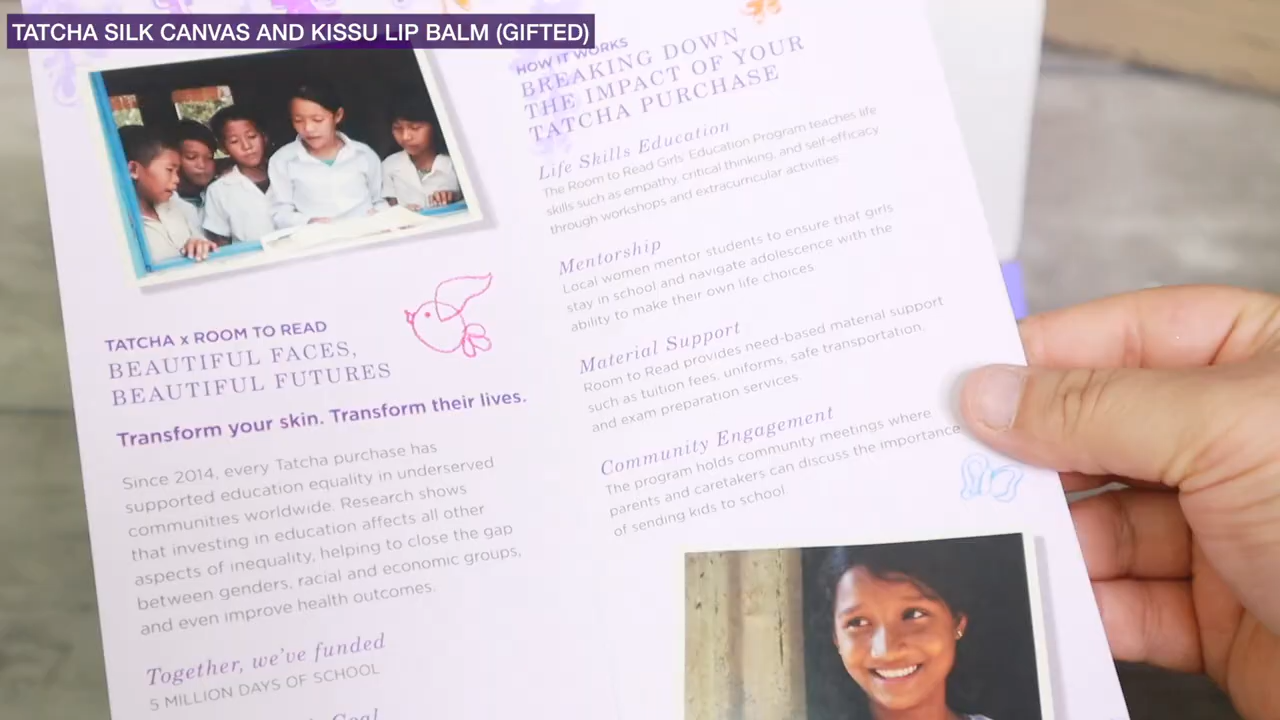 TATCHA SILK CANVAS AND KISSU LIP BALM (GIFTED)
TATCHA x ROOM TO READ
BEAUTIFUL FACES,
BEAUTIFUL FUTURES
Transform your skin. Transform their lives.
Since 2014, every Tatcha purchase has
supported education equality in underserved
communities worldwide. Research shows
that investing in education affects all other
aspects of inequality, helping to close the gap
between genders, racial and economic groups,
and even improve health outcomes.
Together, we've funded
5 MILLION DAYS OF SCHOOL
Goal
HOW IT WORKS
BREAKING DOWN
THE IMPACT OF YOUR
TATCHA PURCHASE
Life Skills Education
The Room to Read Girls' Education Program teaches life
skills such as empathy, critical thinking, and self-efficacy
through workshops and extracurricular activities.
Mentorship
Local women mentor students to ensure that girls
stay in school and navigate adolescence with the
ability to make their own life choices.
Material Support
Room to Read provides need-based material support
such as tuition fees, uniforms, safe transportation,
and exam preparation services.
Community Engagement
The program holds community meetings where
parents and caretakers can discuss the importance
of sending kids to school.